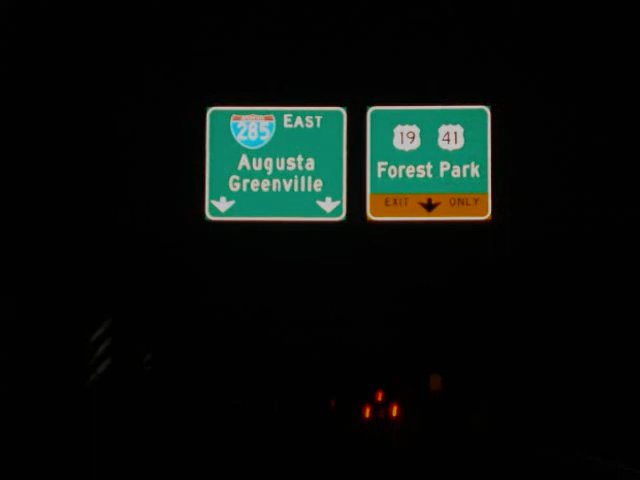 285 EAST
Augusta
Greenville
19 41
Forest Park
EXIT ONLY